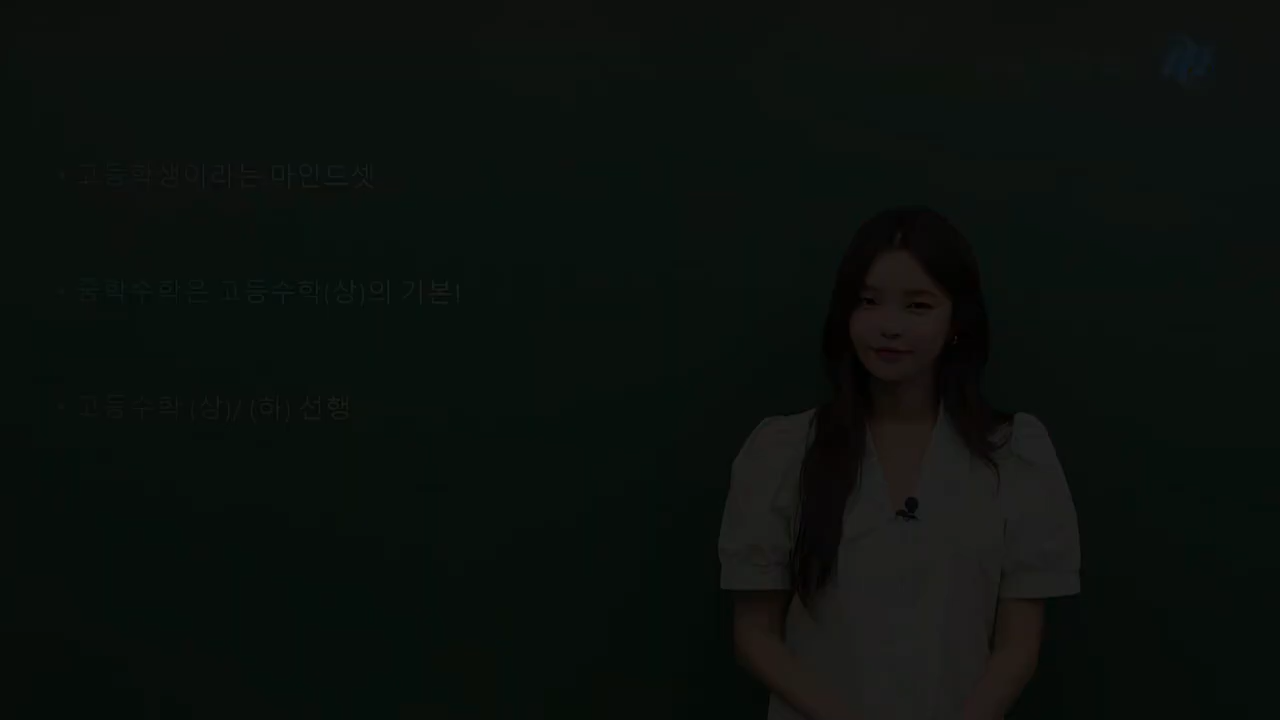 • 고등학생이라는 마인드셋
• 중학수학은 고등수학(상)의 기본!
• 고등수학 (상)/ (하) 선행